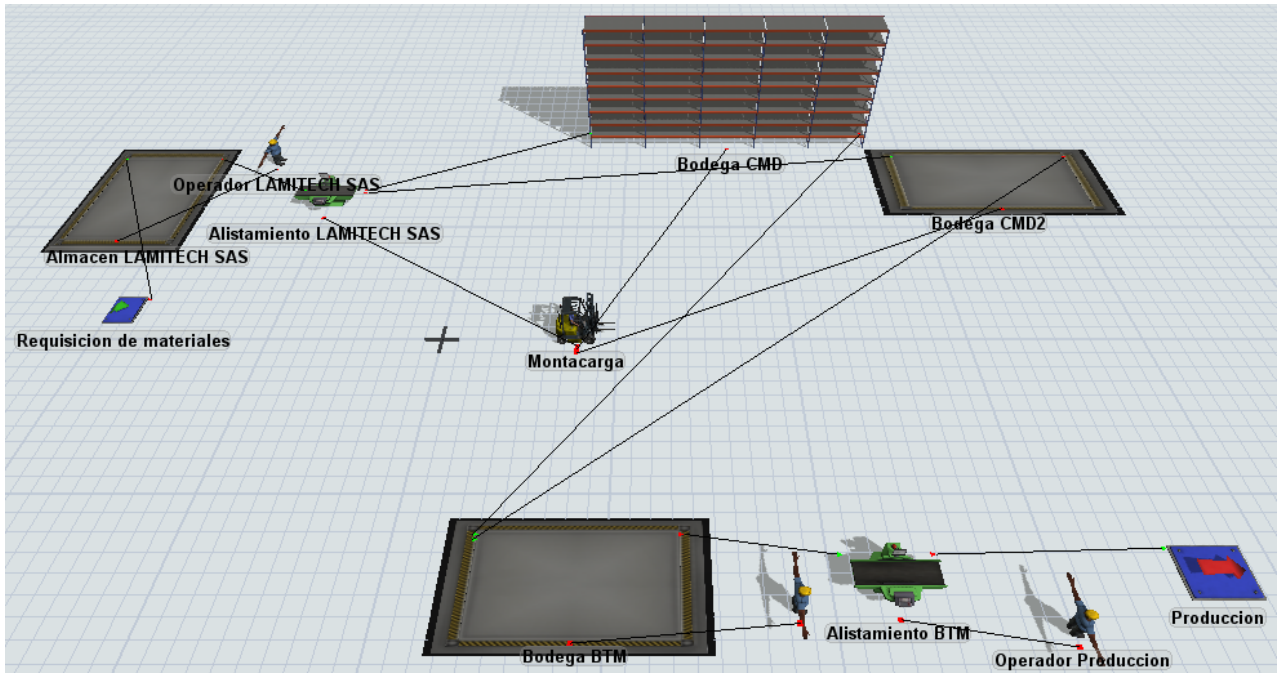 Bodega CMD
Operador LAMITECH SAS
Bodega CMD2
Alistamiento LAMITECH SAS
Almacen LAMITECH SAS
Requisicion de materiales
Montacarga
Produccion
Alistamiento BTM
Bodega BTM
Operador Produccion